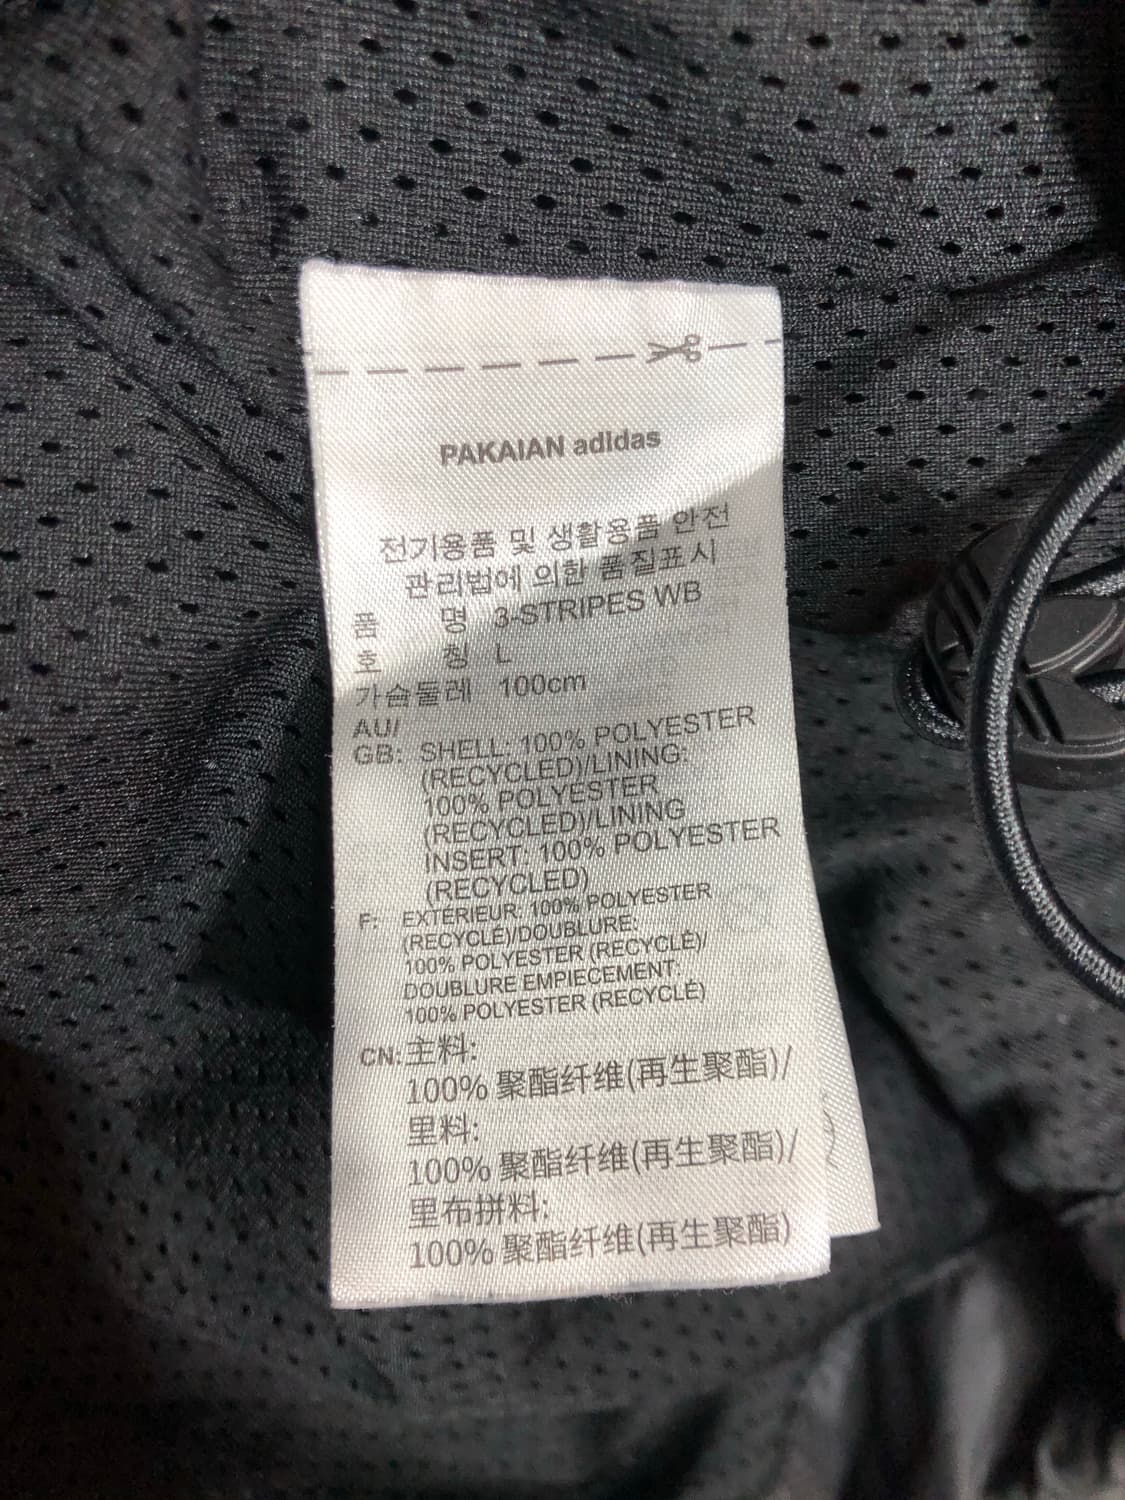 PAKAIAN adidas
전기용품 및 생활용품 안전
관리법에 의한 품질표시
품 명 3-STRIPES WB
호 칭 L
가슴둘레 100cm
AU/
GB: SHELL: 100% POLYESTER
(RECYCLED)/LINING:
100% POLYESTER
(RECYCLED)/LINING
INSERT: 100% POLYESTER
(RECYCLED)
F: EXTÉRIEUR: 100% POLYESTER
(RECYCLÉ)/DOUBLURE:
100% POLYESTER (RECYCLÉ)/
DOUBLURE EMPIECEMENT:
100% POLYESTER (RECYCLÉ)
CN: 主料:
100% 聚酯纤维(再生聚酯)/
里料:
100% 聚酯纤维(再生聚酯)/
里布拼料:
100% 聚酯纤维(再生聚酯)